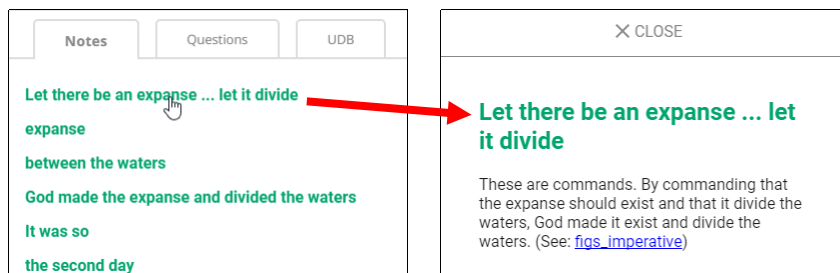 Notes
Questions
UDB
Let there be an expanse ... let it divide
expanse
between the waters
God made the expanse and divided the waters
It was so
the second day
CLOSE
Let there be an expanse ... let
it divide
These are commands. By commanding that
the expanse should exist and that it divide the
waters, God made it exist and divide the
waters. (See: figs_imperative)